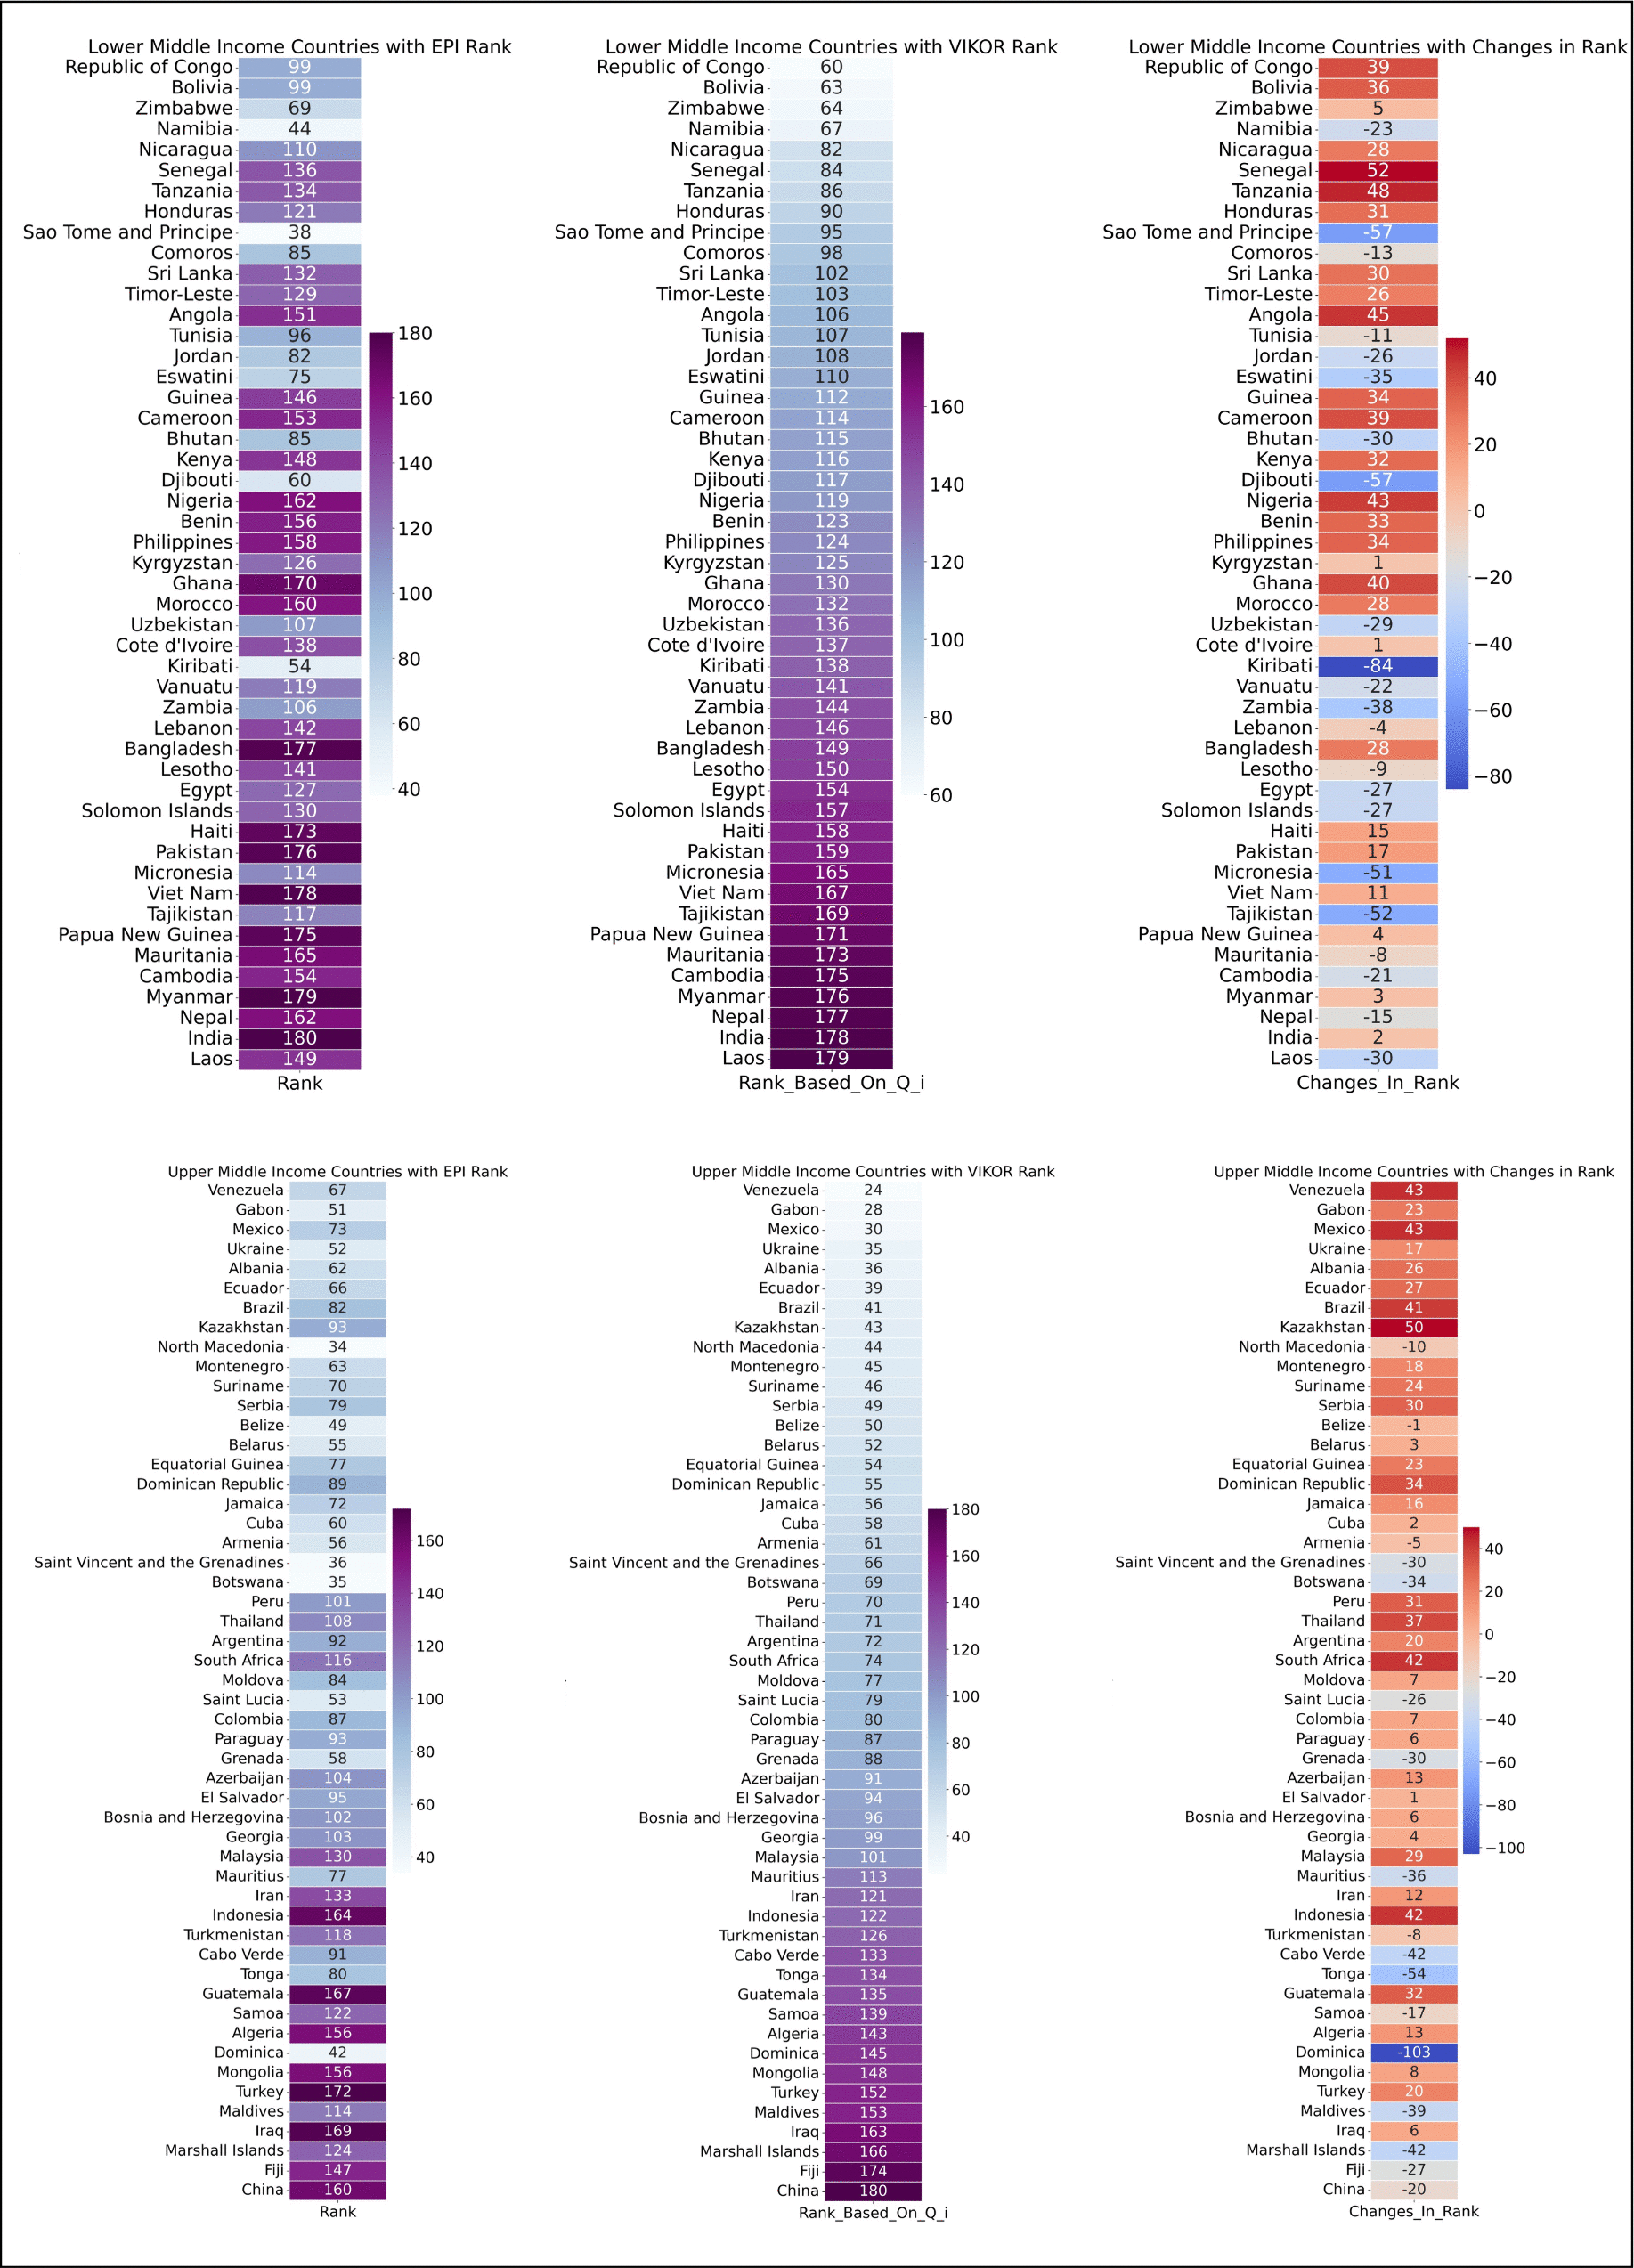 Lower Middle Income Countries with EPI Rank
Republic of Congo 99
Bolivia 99
Zimbabwe 69
Namibia 44
Nicaragua 110
Senegal 136
Tanzania 134
Honduras 121
Sao Tome and Principe 38
Comoros 85
Sri Lanka 132
Timor-Leste 129
Angola 151
Tunisia 96
Jordan 82
Eswatini 75
Guinea 146
Cameroon 153
Bhutan 85
Kenya 148
Djibouti 60
Nigeria 162
Benin 156
Philippines 158
Kyrgyzstan 126
Ghana 170
Morocco 160
Uzbekistan 107
Cote d'Ivoire 138
Kiribati 54
Vanuatu 119
Zambia 106
Lebanon 142
Bangladesh 177
Lesotho 141
Egypt 127
Solomon Islands 130
Haiti 173
Pakistan 176
Micronesia 114
Viet Nam 178
Tajikistan 117
Papua New Guinea 175
Mauritania 165
Cambodia 154
Myanmar 179
Nepal 162
India 180
Laos 149
Rank
180
160
140
120
100
80
60
40
Lower Middle Income Countries with VIKOR Rank
Republic of Congo 60
Bolivia 63
Zimbabwe 64
Namibia 67
Nicaragua 82
Senegal 84
Tanzania 86
Honduras 90
Sao Tome and Principe 95
Comoros 98
Sri Lanka 102
Timor-Leste 103
Angola 106
Tunisia 107
Jordan 108
Eswatini 110
Guinea 112
Cameroon 114
Bhutan 115
Kenya 116
Djibouti 117
Nigeria 119
Benin 123
Philippines 124
Kyrgyzstan 125
Ghana 130
Morocco 132
Uzbekistan 136
Cote d'Ivoire 137
Kiribati 138
Vanuatu 141
Zambia 144
Lebanon 146
Bangladesh 149
Lesotho 150
Egypt 154
Solomon Islands 157
Haiti 158
Pakistan 159
Micronesia 165
Viet Nam 167
Tajikistan 169
Papua New Guinea 171
Mauritania 173
Cambodia 175
Myanmar 176
Nepal 177
India 178
Laos 179
Rank_Based_On_Q_i
160
140
120
100
80
60
Lower Middle Income Countries with Changes in Rank
Republic of Congo 39
Bolivia 36
Zimbabwe 5
Namibia -23
Nicaragua 28
Senegal 52
Tanzania 48
Honduras 31
Sao Tome and Principe -57
Comoros -13
Sri Lanka 30
Timor-Leste 26
Angola 45
Tunisia -11
Jordan -26
Eswatini -35
Guinea 34
Cameroon 39
Bhutan -30
Kenya 32
Djibouti -57
Nigeria 43
Benin 33
Philippines 34
Kyrgyzstan 1
Ghana 40
Morocco 28
Uzbekistan -29
Cote d'Ivoire 1
Kiribati -84
Vanuatu -22
Zambia -38
Lebanon -4
Bangladesh 28
Lesotho -9
Egypt -27
Solomon Islands -27
Haiti 15
Pakistan 17
Micronesia -51
Viet Nam 11
Tajikistan -52
Papua New Guinea 4
Mauritania -8
Cambodia -21
Myanmar 3
Nepal -15
India 2
Laos -30
Changes_In_Rank
40
20
0
−20
−40
−60
−80
Upper Middle Income Countries with EPI Rank
Venezuela 67
Gabon 51
Mexico 73
Ukraine 52
Albania 62
Ecuador 66
Brazil 82
Kazakhstan 93
North Macedonia 34
Montenegro 63
Suriname 70
Serbia 79
Belize 49
Belarus 55
Equatorial Guinea 77
Dominican Republic 89
Jamaica 72
Cuba 60
Armenia 56
Saint Vincent and the Grenadines 36
Botswana 35
Peru 101
Thailand 108
Argentina 92
South Africa 116
Moldova 84
Saint Lucia 53
Colombia 87
Paraguay 93
Grenada 58
Azerbaijan 104
El Salvador 95
Bosnia and Herzegovina 102
Georgia 103
Malaysia 130
Mauritius 77
Iran 133
Indonesia 164
Turkmenistan 118
Cabo Verde 91
Tonga 80
Guatemala 167
Samoa 122
Algeria 156
Dominica 42
Mongolia 156
Turkey 172
Maldives 114
Iraq 169
Marshall Islands 124
Fiji 147
China 160
Rank
160
140
120
100
80
60
40
Upper Middle Income Countries with VIKOR Rank
Venezuela 24
Gabon 28
Mexico 30
Ukraine 35
Albania 36
Ecuador 39
Brazil 41
Kazakhstan 43
North Macedonia 44
Montenegro 45
Suriname 46
Serbia 49
Belize 50
Belarus 52
Equatorial Guinea 54
Dominican Republic 55
Jamaica 56
Cuba 58
Armenia 61
Saint Vincent and the Grenadines 66
Botswana 69
Peru 70
Thailand 71
Argentina 72
South Africa 74
Moldova 77
Saint Lucia 79
Colombia 80
Paraguay 87
Grenada 88
Azerbaijan 91
El Salvador 94
Bosnia and Herzegovina 96
Georgia 99
Malaysia 101
Mauritius 113
Iran 121
Indonesia 122
Turkmenistan 126
Cabo Verde 133
Tonga 134
Guatemala 135
Samoa 139
Algeria 143
Dominica 145
Mongolia 148
Turkey 152
Maldives 153
Iraq 163
Marshall Islands 166
Fiji 174
China 180
Rank_Based_On_Q_i
180
160
140
120
100
80
60
40
Upper Middle Income Countries with Changes in Rank
Venezuela 43
Gabon 23
Mexico 43
Ukraine 17
Albania 26
Ecuador 27
Brazil 41
Kazakhstan 50
North Macedonia -10
Montenegro 18
Suriname 24
Serbia 30
Belize -1
Belarus 3
Equatorial Guinea 23
Dominican Republic 34
Jamaica 16
Cuba 2
Armenia -5
Saint Vincent and the Grenadines -30
Botswana -34
Peru 31
Thailand 37
Argentina 20
South Africa 42
Moldova 7
Saint Lucia -26
Colombia 7
Paraguay 6
Grenada -30
Azerbaijan 13
El Salvador 1
Bosnia and Herzegovina 6
Georgia 4
Malaysia 29
Mauritius -36
Iran 12
Indonesia 42
Turkmenistan -8
Cabo Verde -42
Tonga -54
Guatemala 32
Samoa -17
Algeria 13
Dominica -103
Mongolia 8
Turkey 20
Maldives -39
Iraq 6
Marshall Islands -42
Fiji -27
China -20
Changes_In_Rank
40
20
0
−20
−40
−60
−80
−100